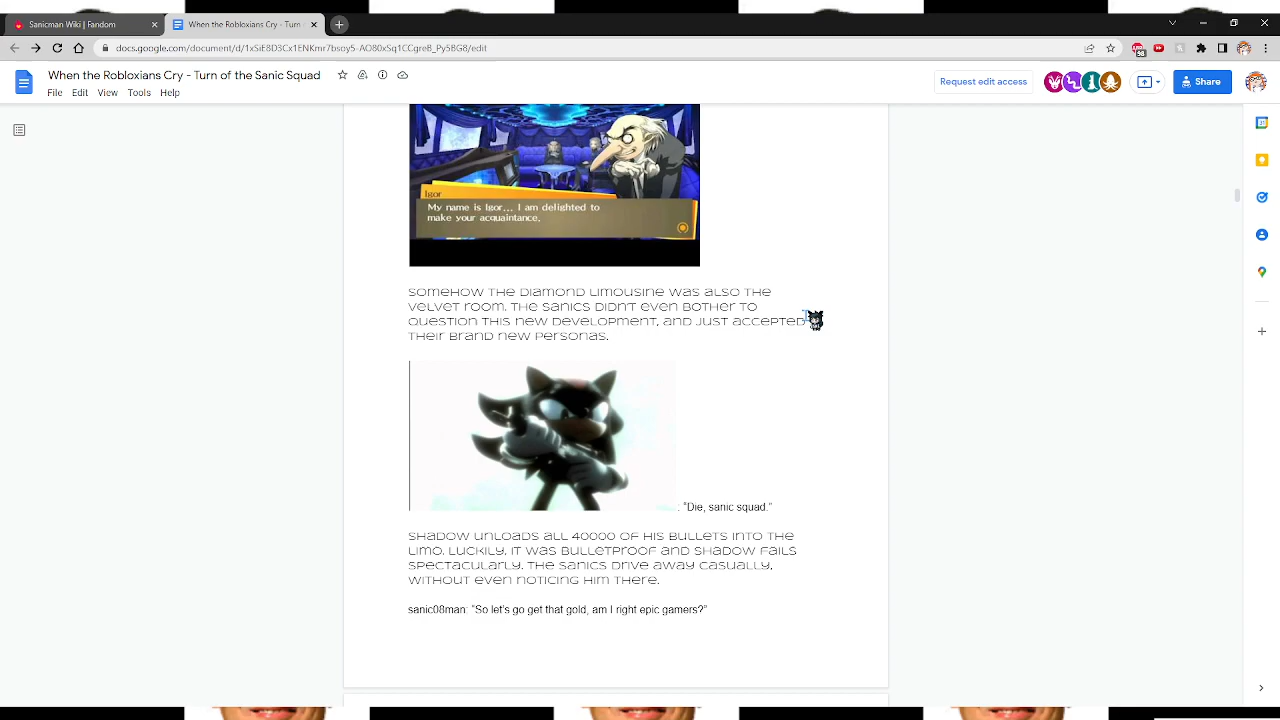 Sanicman Wiki | Fandom
When the Robloxians Cry - Turn
docs.google.com/document/d/1xSiE8D3Cx1ENKmr7bsoy5-AO80xSq1CCgreB_Py5BG8/edit
When the Robloxians Cry - Turn of the Sanic Squad
File Edit View Tools Help
Request edit access
Share
Igor
My name is Igor... I am delighted to
make your acquaintance.
Somehow the diamond limousine was also the
velvet room. The sanics didn't even bother to
question this new development, and just accepted
their brand new personas.
: "Die, sanic squad."
Shadow unloads all 40000 of his bullets into the
limo. Luckily, it was bulletproof and shadow fails
spectacularly. The sanics drive away casually,
without even noticing him there.
sanic08man: "So let's go get that gold, am I right epic gamers?"